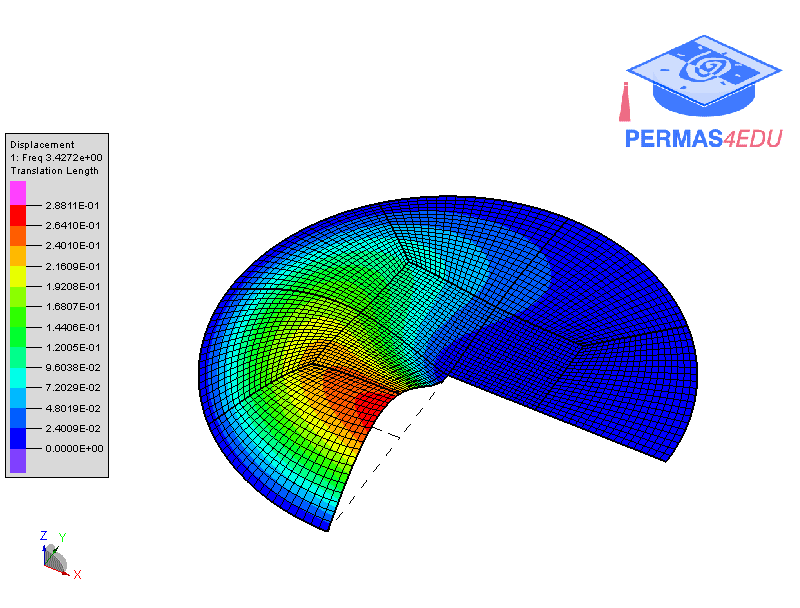 PERMAS4EDU
Displacement
1: Freq 3.4272e+00
Translation Length
2.8811E-01
2.6410E-01
2.4010E-01
2.1609E-01
1.9208E-01
1.6807E-01
1.4406E-01
1.2005E-01
9.6038E-02
7.2029E-02
4.8019E-02
2.4009E-02
0.0000E+00
Z
Y
X